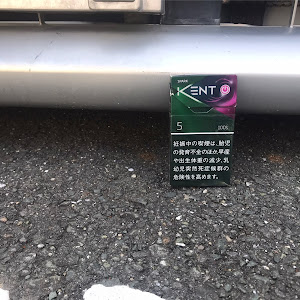 SPARK
KENT
5
100's
妊娠中の喫煙は、胎児
の発育不全のほか、早産
や出生体重の減少、乳
幼児突然死症候群の
危険性を高めます。